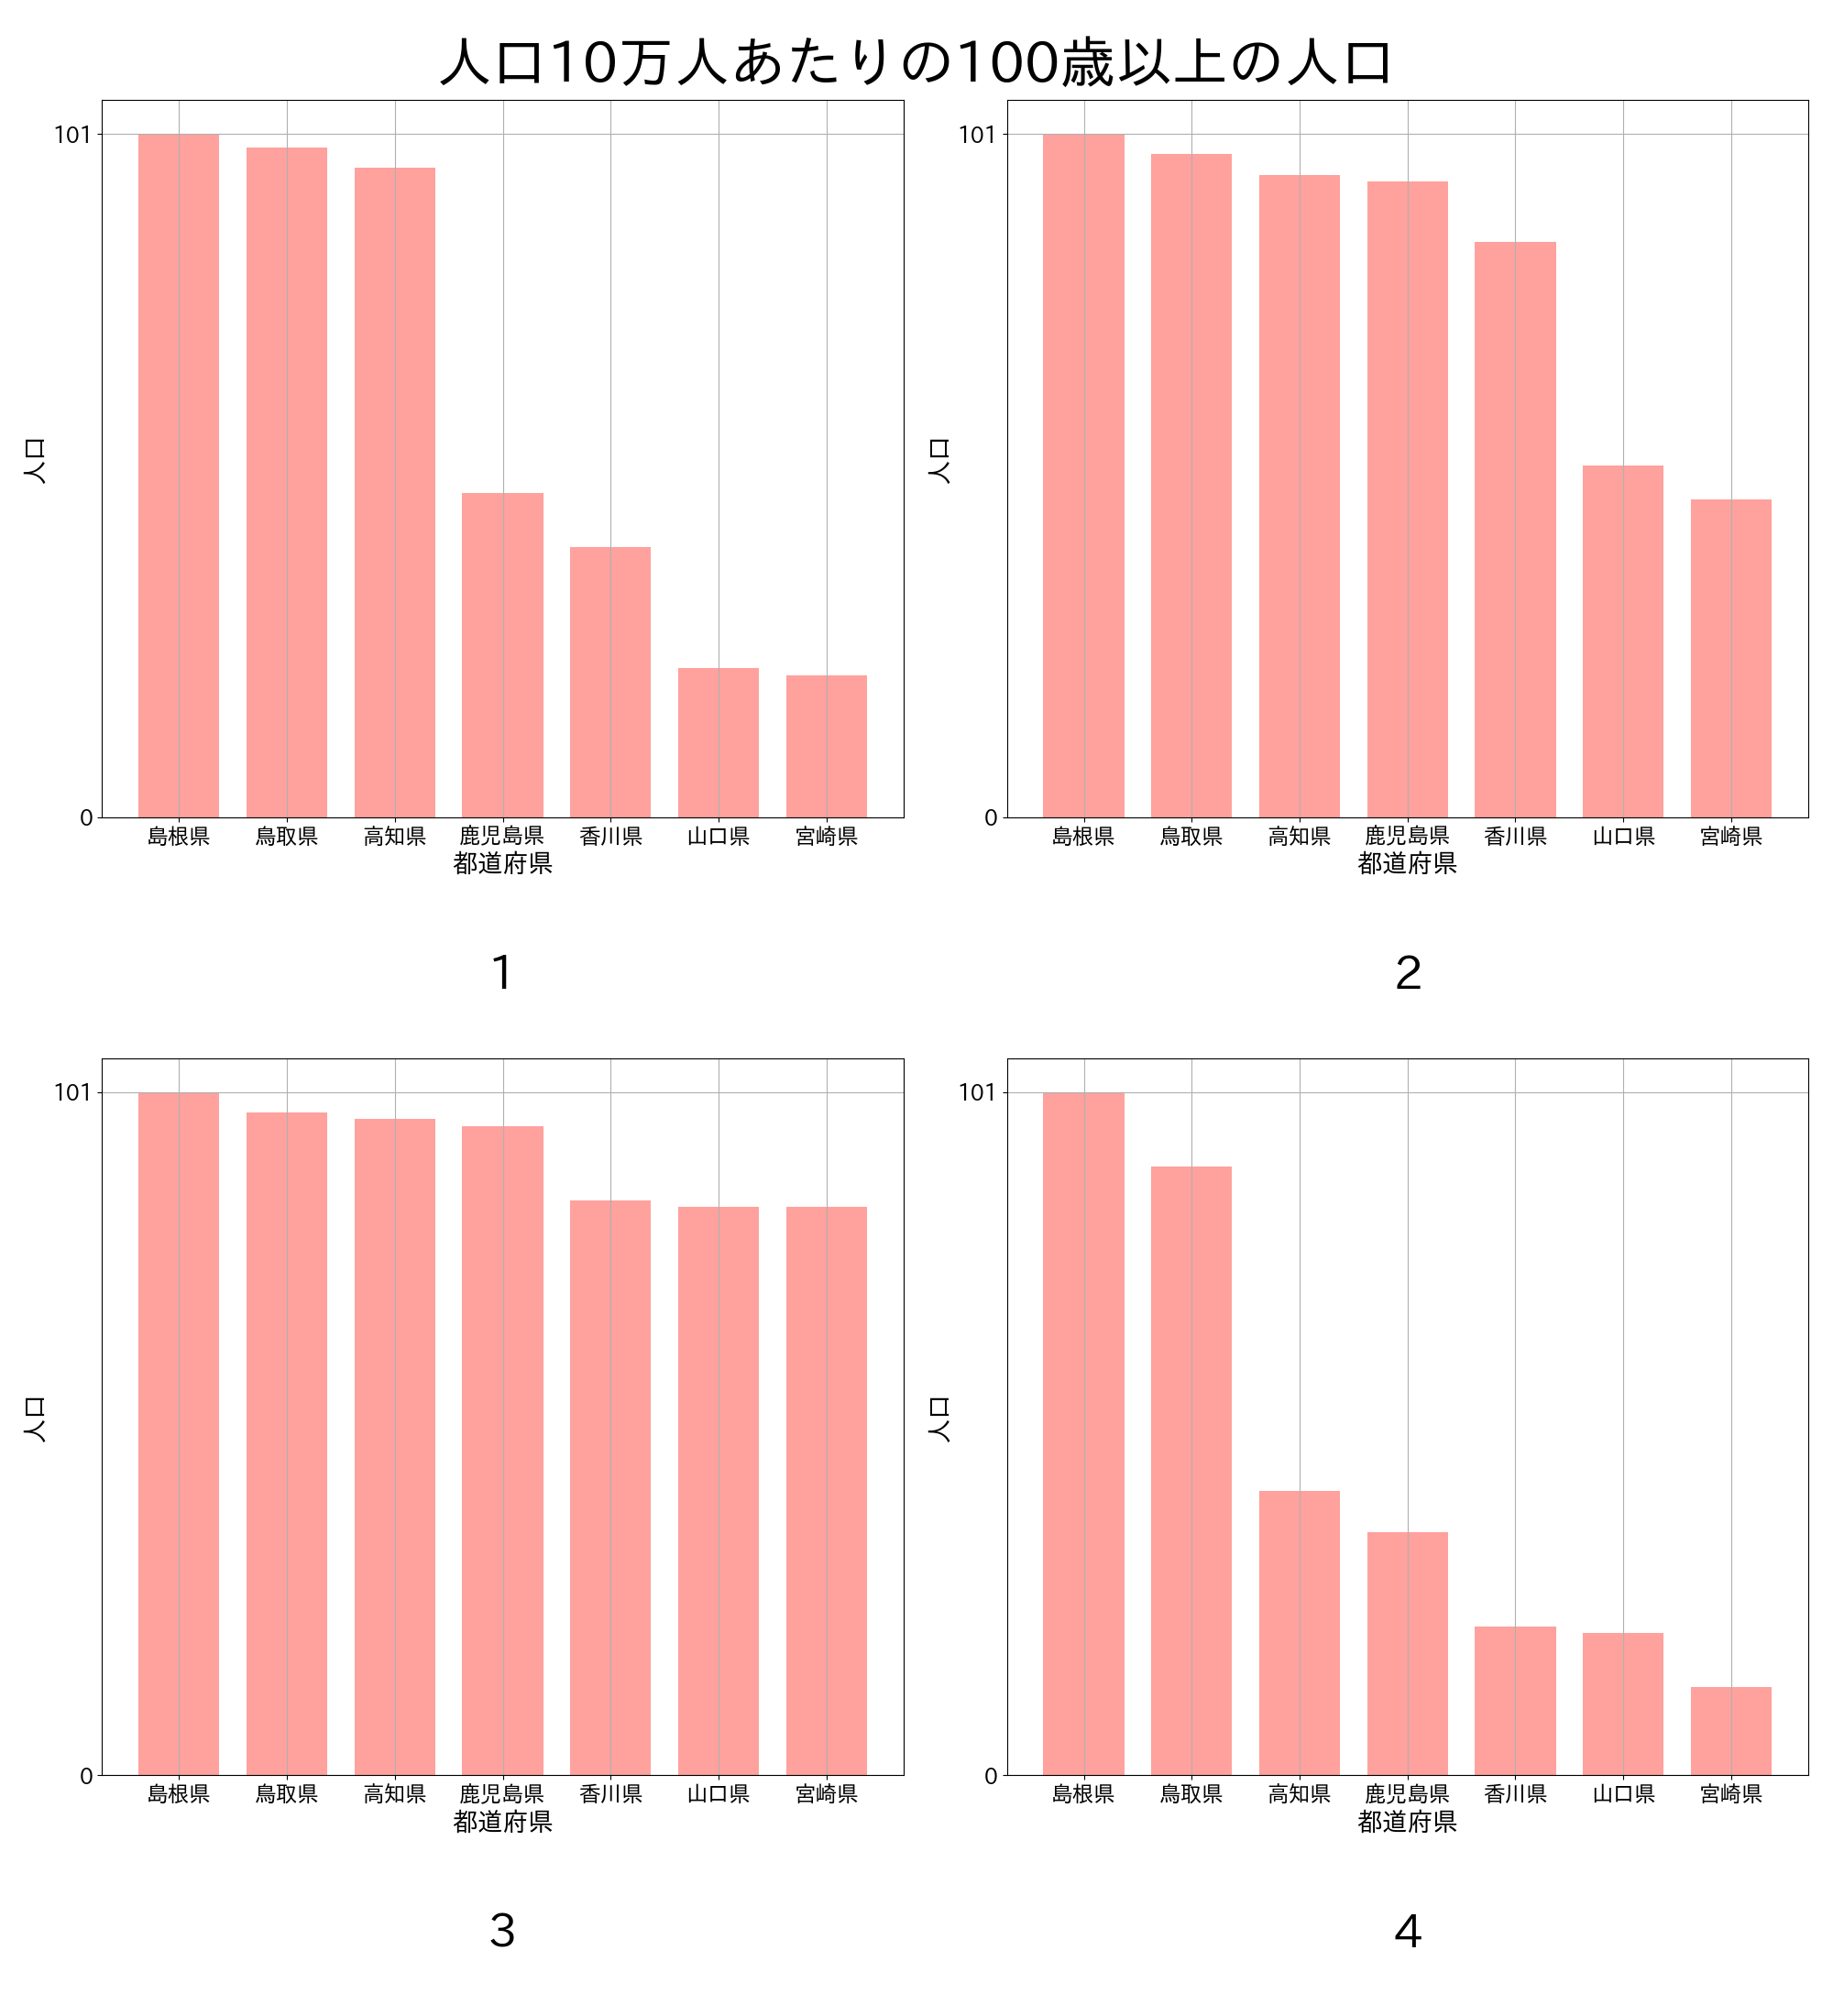 人口10万人あたりの100歳以上の人口
101
人口
0
島根県 鳥取県 高知県 鹿児島県 香川県 山口県 宮崎県
都道府県
1
101
人口
0
島根県 鳥取県 高知県 鹿児島県 香川県 山口県 宮崎県
都道府県
2
101
人口
0
島根県 鳥取県 高知県 鹿児島県 香川県 山口県 宮崎県
都道府県
3
101
人口
0
島根県 鳥取県 高知県 鹿児島県 香川県 山口県 宮崎県
都道府県
4